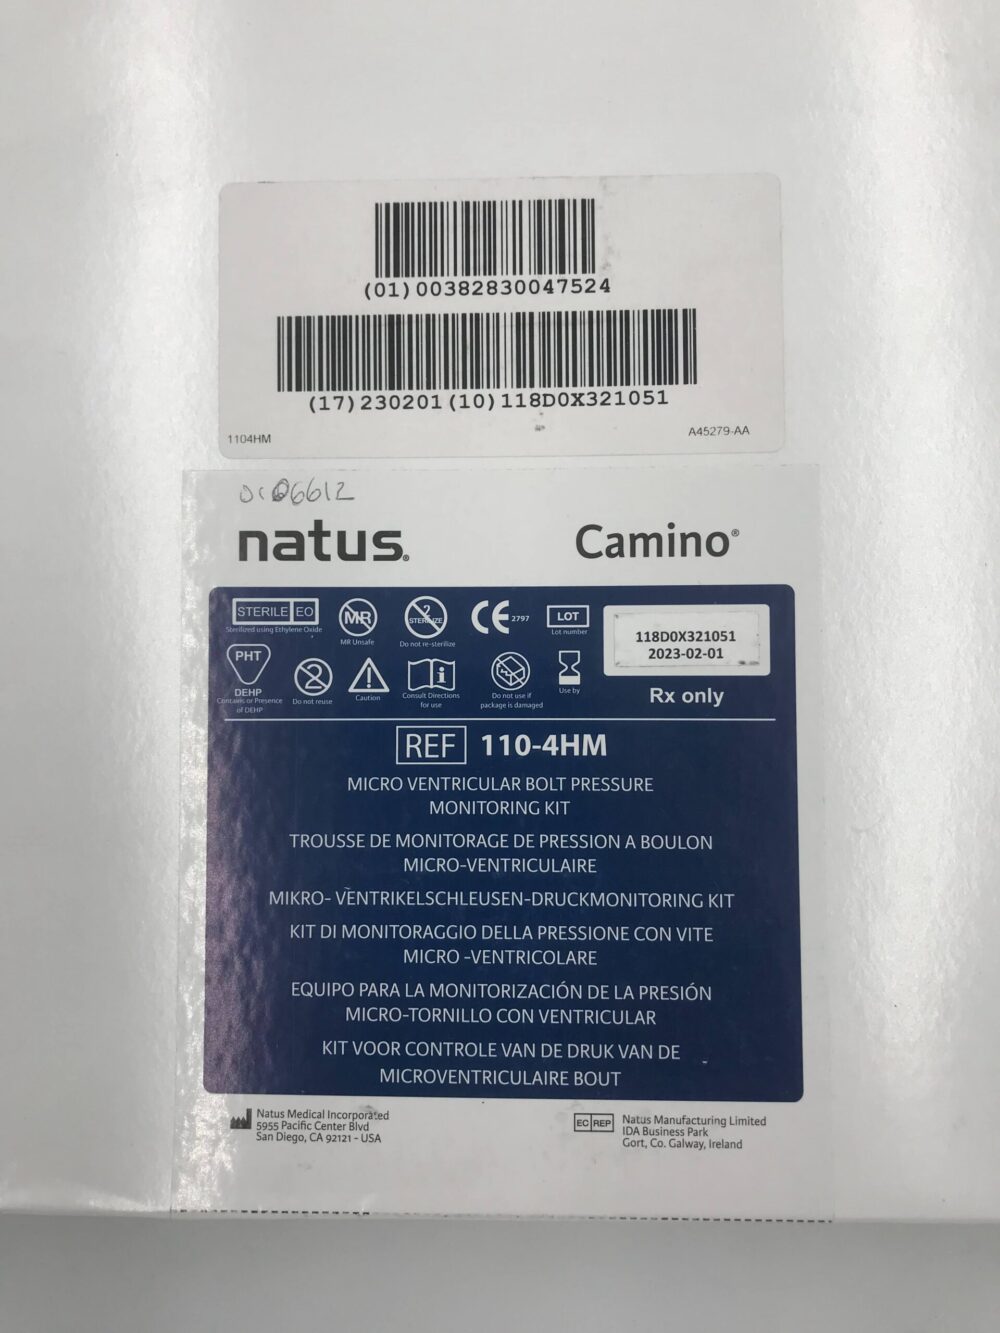 (01)00382830047524
(17)230201(10)118D0X321051
1104HM
A45279-AA
natus®
Camino®
STERILE EO
Sterilized using Ethylene Oxide
MR
MR Unsafe
2
STERILIZE
Do not re-sterilize
CE 2797
LOT
Lot number
118D0X321051
2023-02-01
PHT
DEHP
Contains or Presence
of DEHP
2
Do not reuse
Caution
Consult Directions
for use
Do not use if
package is damaged
Use by
Rx only
REF 110-4HM
MICRO VENTRICULAR BOLT PRESSURE
MONITORING KIT
TROUSSE DE MONITORAGE DE PRESSION A BOULON
MICRO-VENTRICULAIRE
MIKRO- VENTRIKELSCHLEUSEN-DRUCKMONITORING KIT
KIT DI MONITORAGGIO DELLA PRESSIONE CON VITE
MICRO -VENTRICOLARE
EQUIPO PARA LA MONITORIZACIÓN DE LA PRESIÓN
MICRO-TORNILLO CON VENTRICULAR
KIT VOOR CONTROLE VAN DE DRUK VAN DE
MICROVENTRICULAIRE BOUT
Natus Medical Incorporated
5955 Pacific Center Blvd
San Diego, CA 92121 - USA
EC REP
Natus Manufacturing Limited
IDA Business Park
Gort, Co. Galway, Ireland